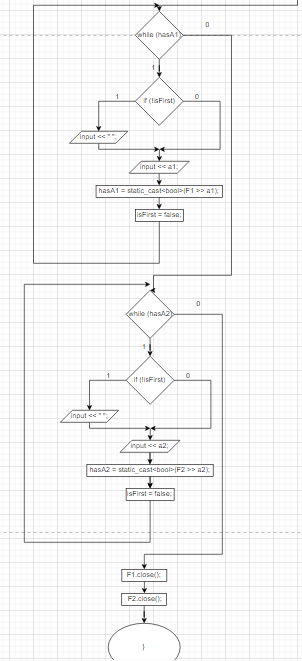 0
while (hasA1)
1
if (!isFirst)
1
0
input << " ";
input << a1;
hasA1 = static_cast<bool>(F1 >> a1);
isFirst = false;
0
while (hasA2)
1
if (!isFirst)
1
0
input << " ";
input << a2;
hasA2 = static_cast<bool>(F2 >> a2);
isFirst = false;
F1.close();
F2.close();
}